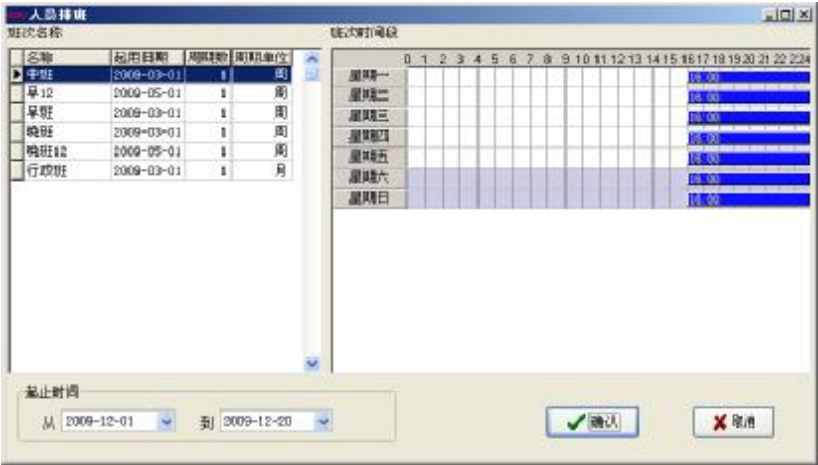 人员排班
班次名称
班次时间段
名称 起用日期 周期数 周期单位
中班 2009-03-01 1 周
早12 2009-05-01 1 周
早班 2009-03-01 1 周
晚班 2009-03-01 1 周
晚班12 2009-05-01 1 周
行政班 2009-03-01 1 月
0 1 2 3 4 5 6 7 8 9 10 11 12 13 14 15 16 17 18 19 20 21 22 23 24
星期一 16:00
星期二 16:00
星期三 16:00
星期四 16:00
星期五 16:00
星期六 16:00
星期日 16:00
起止时间
从 2009-12-01 到 2009-12-20
确认 取消